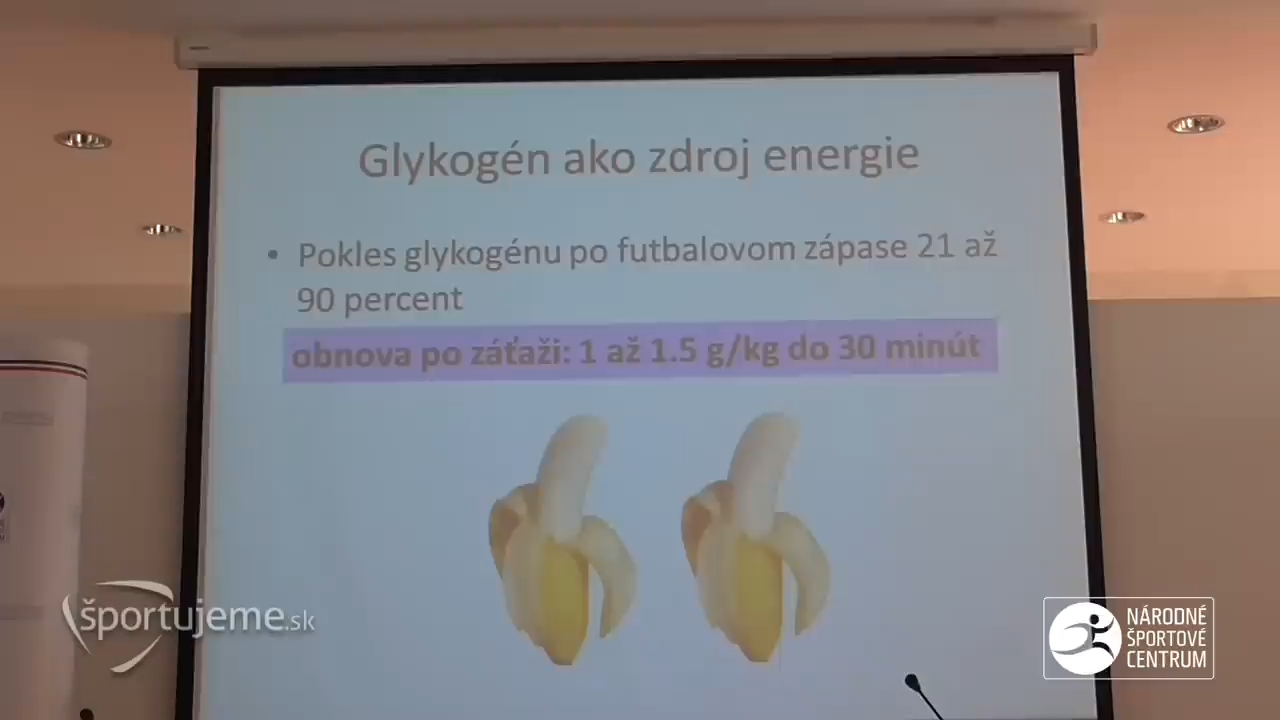 Glykogén ako zdroj energie
• Pokles glykogénu po futbalovom zápase 21 až
90 percent
obnova po záťaži: 1 až 1.5 g/kg do 30 minút
športujeme.sk
NÁRODNÉ
ŠPORTOVÉ
CENTRUM